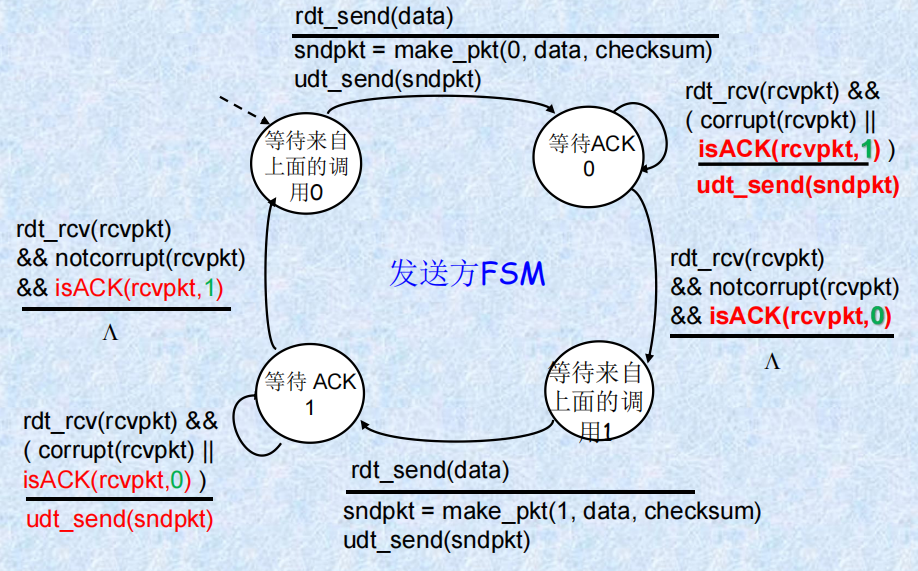 rdt_send(data)
sndpkt = make_pkt(0, data, checksum)
udt_send(sndpkt)
等待来自
上面的调
用0
等待ACK
0
rdt_rcv(rcvpkt) &&
( corrupt(rcvpkt) ||
isACK(rcvpkt,1) )
udt_send(sndpkt)
rdt_rcv(rcvpkt)
&& notcorrupt(rcvpkt)
&& isACK(rcvpkt,1)
Λ
发送方FSM
rdt_rcv(rcvpkt)
&& notcorrupt(rcvpkt)
&& isACK(rcvpkt,0)
Λ
等待 ACK
1
等待来自
上面的调
用1
rdt_rcv(rcvpkt) &&
( corrupt(rcvpkt) ||
isACK(rcvpkt,0) )
udt_send(sndpkt)
rdt_send(data)
sndpkt = make_pkt(1, data, checksum)
udt_send(sndpkt)